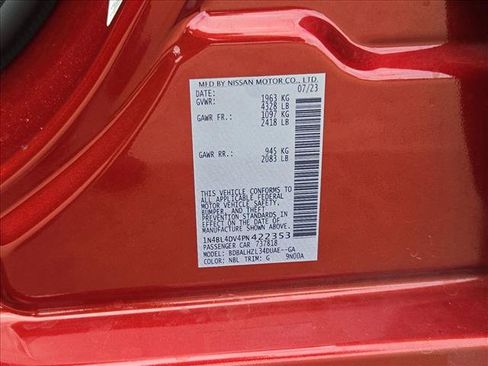 MFD BY NISSAN MOTOR CO., LTD.
DATE: 07/23
GVWR: 1963 KG
4328 LB
GAWR FR.: 1097 KG
2418 LB
GAWR RR.: 945 KG
2083 LB
THIS VEHICLE CONFORMS TO
ALL APPLICABLE FEDERAL
MOTOR VEHICLE SAFETY,
BUMPER, AND THEFT
PREVENTION STANDARDS IN
EFFECT ON THE DATE OF
MANUFACTURE SHOWN ABOVE.
1N4BL4DV4PN422353
PASSENGER CAR 737818
MODEL: BDBALHZL34DUAE--GA
COLOR: NBL TRIM: G 9N00A